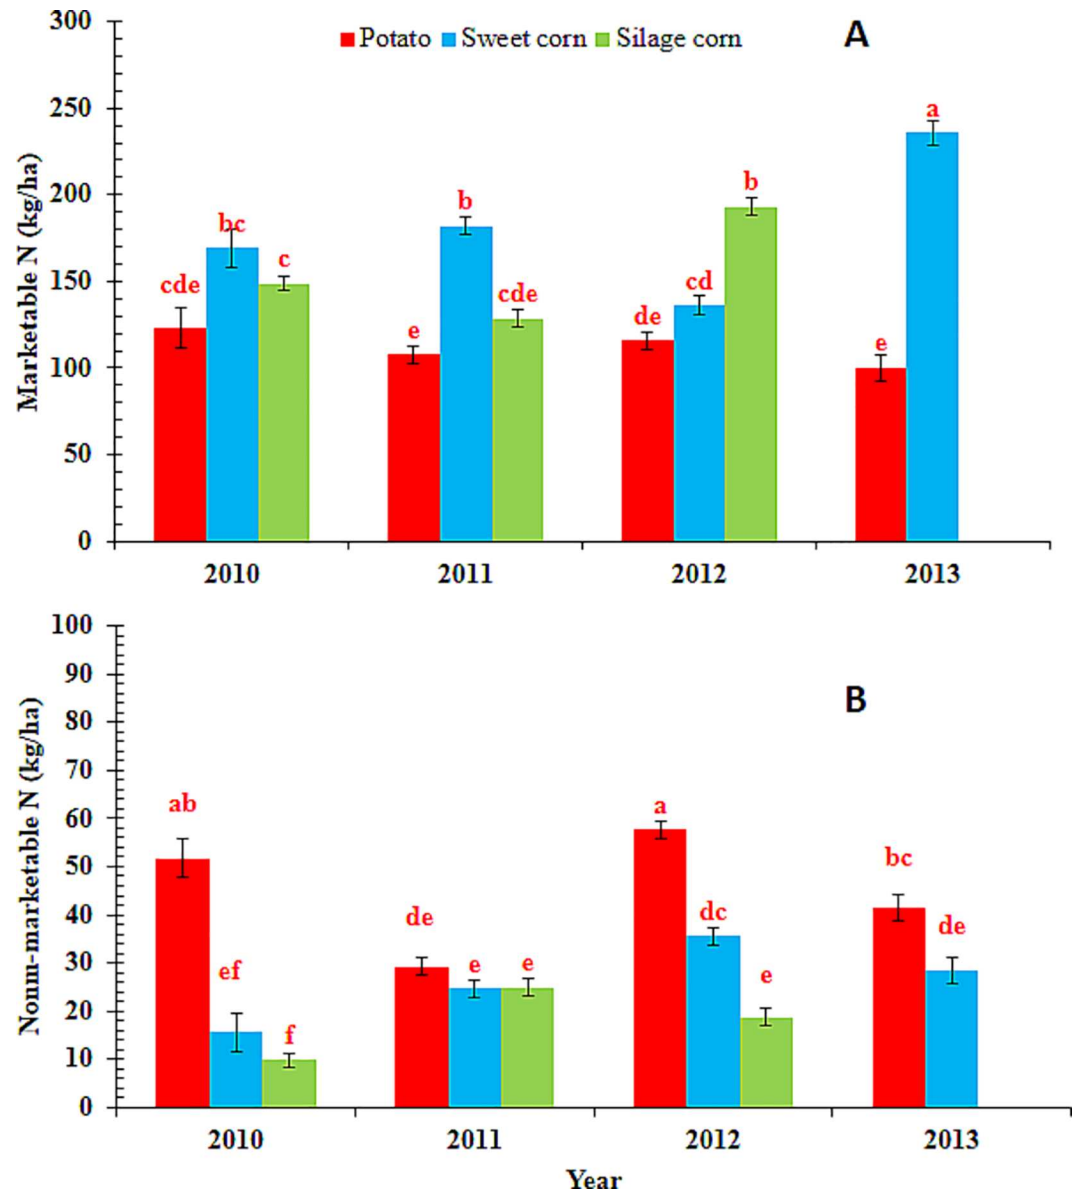 300
Potato Sweet corn Silage corn
A
250
a
200
b
b
bc
c
150
cde
cde
cd
de
e
e
100
50
0
Marketable N (kg/ha)
2010 2011 2012 2013
100
90
B
80
70
60
ab
a
50
bc
40
de
dc
de
30
ef
e
e
e
20
f
10
0
Nonm-marketable N (kg/ha)
2010 2011 2012 2013
Year